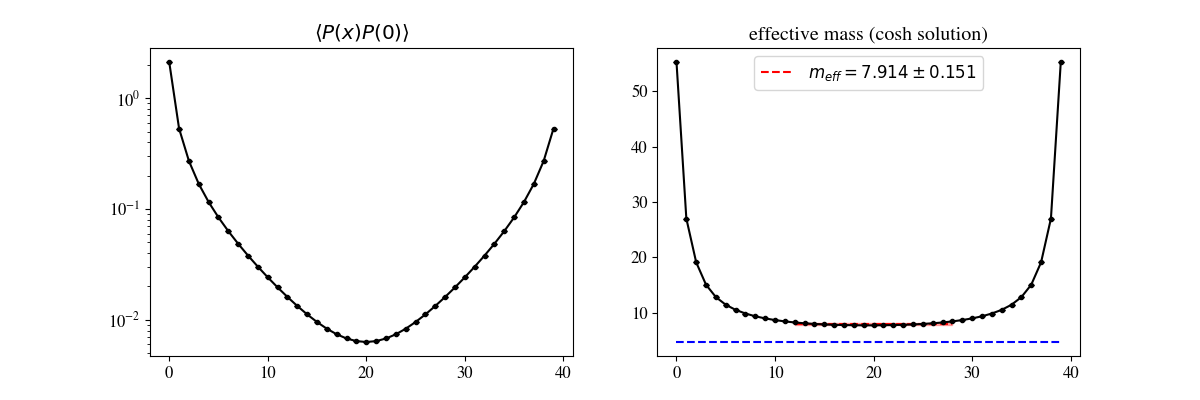 ⟨P(x)P(0)⟩
10⁰
10⁻¹
10⁻²
0 10 20 30 40
effective mass (cosh solution)
m_eff = 7.914 ± 0.151
50
40
30
20
10
0 10 20 30 40